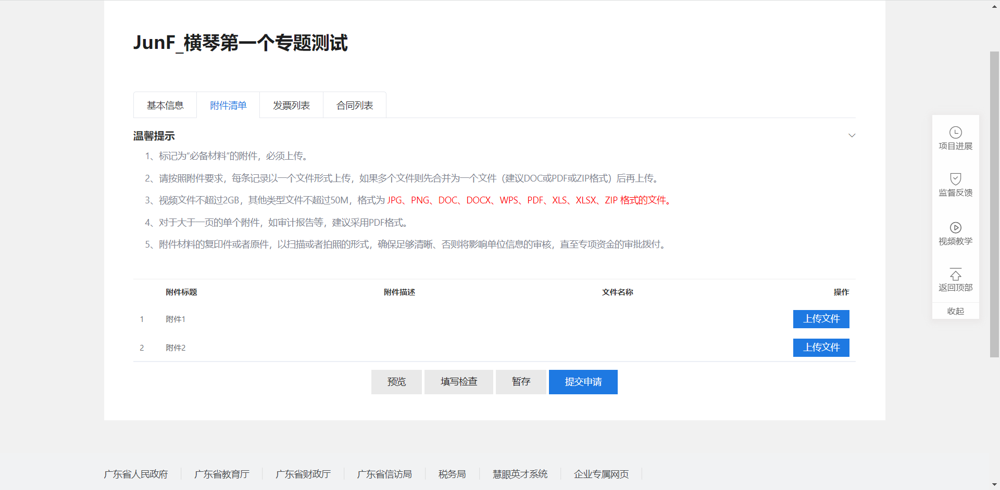 JunF_横琴第一个专题测试
基本信息 附件清单 发票列表 合同列表
温馨提示
1、标记为“必备材料”的附件，必须上传。
2、请按照附件要求，每条记录以一个文件形式上传，如果多个文件则先合并为一个文件（建议DOC或PDF或ZIP格式）后再上传。
3、视频文件不超过2GB，其他类型文件不超过50M，格式为 JPG、PNG、DOC、DOCX、WPS、PDF、XLS、XLSX、ZIP 格式的文件。
4、对于大于一页的单个附件，如审计报告等，建议采用PDF格式。
5、附件材料的复印件或者原件，以扫描或者拍照的形式，确保足够清晰、否则将影响单位信息的审核，直至专项资金的审批拨付。
附件标题 附件描述 文件名称 操作
1 附件1 上传文件
2 附件2 上传文件
预览 填写检查 暂存 提交申请
项目进展
监督反馈
视频教学
返回顶部
收起
广东省人民政府 广东省教育厅 广东省财政厅 广东省信访局 税务局 慧眼英才系统 企业专属网页